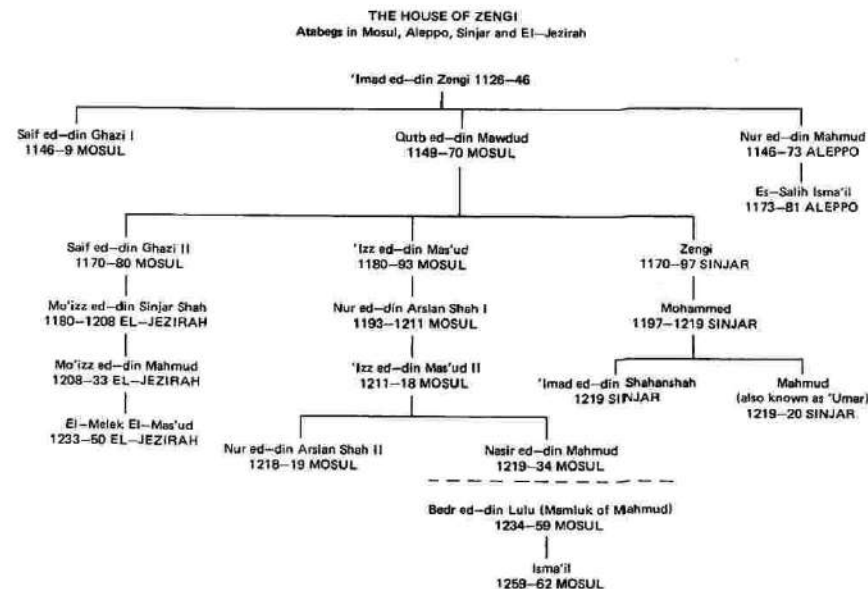 THE HOUSE OF ZENGI
Atabegs in Mosul, Aleppo, Sinjar and El-Jezirah
'Imad ed-din Zengi 1126-46
Saif ed-din Ghazi I
1146-9 MOSUL
Qutb ed-din Mawdud
1149-70 MOSUL
Nur ed-din Mahmud
1146-73 ALEPPO
Es-Salih Isma'il
1173-81 ALEPPO
Saif ed-din Ghazi II
1170-80 MOSUL
'Izz ed-din Mas'ud
1180-93 MOSUL
Zengi
1170-97 SINJAR
Mo'izz ed-din Sinjar Shah
1180-1208 EL-JEZIRAH
Nur ed-din Arslan Shah I
1193-1211 MOSUL
Mohammed
1197-1219 SINJAR
Mo'izz ed-din Mahmud
1208-33 EL-JEZIRAH
'Izz ed-din Mas'ud II
1211-18 MOSUL
'Imad ed-din Shahanshah
1219 SINJAR
Mahmud
(also known as 'Umar)
1219-20 SINJAR
El-Melek El-Mas'ud
1233-50 EL-JEZIRAH
Nur ed-din Arslan Shah II
1218-19 MOSUL
Nasir ed-din Mahmud
1219-34 MOSUL
Bedr ed-din Lulu (Mamluk of Mahmud)
1234-59 MOSUL
Isma'il
1259-62 MOSUL